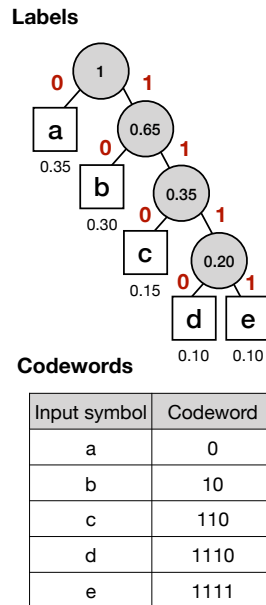 Labels
1
0 1
a
0.65
0.35
0 1
b
0.35
0.30
0 1
c
0.20
0.15
0 1
d e
0.10 0.10
Codewords
Input symbol Codeword
a 0
b 10
c 110
d 1110
e 1111